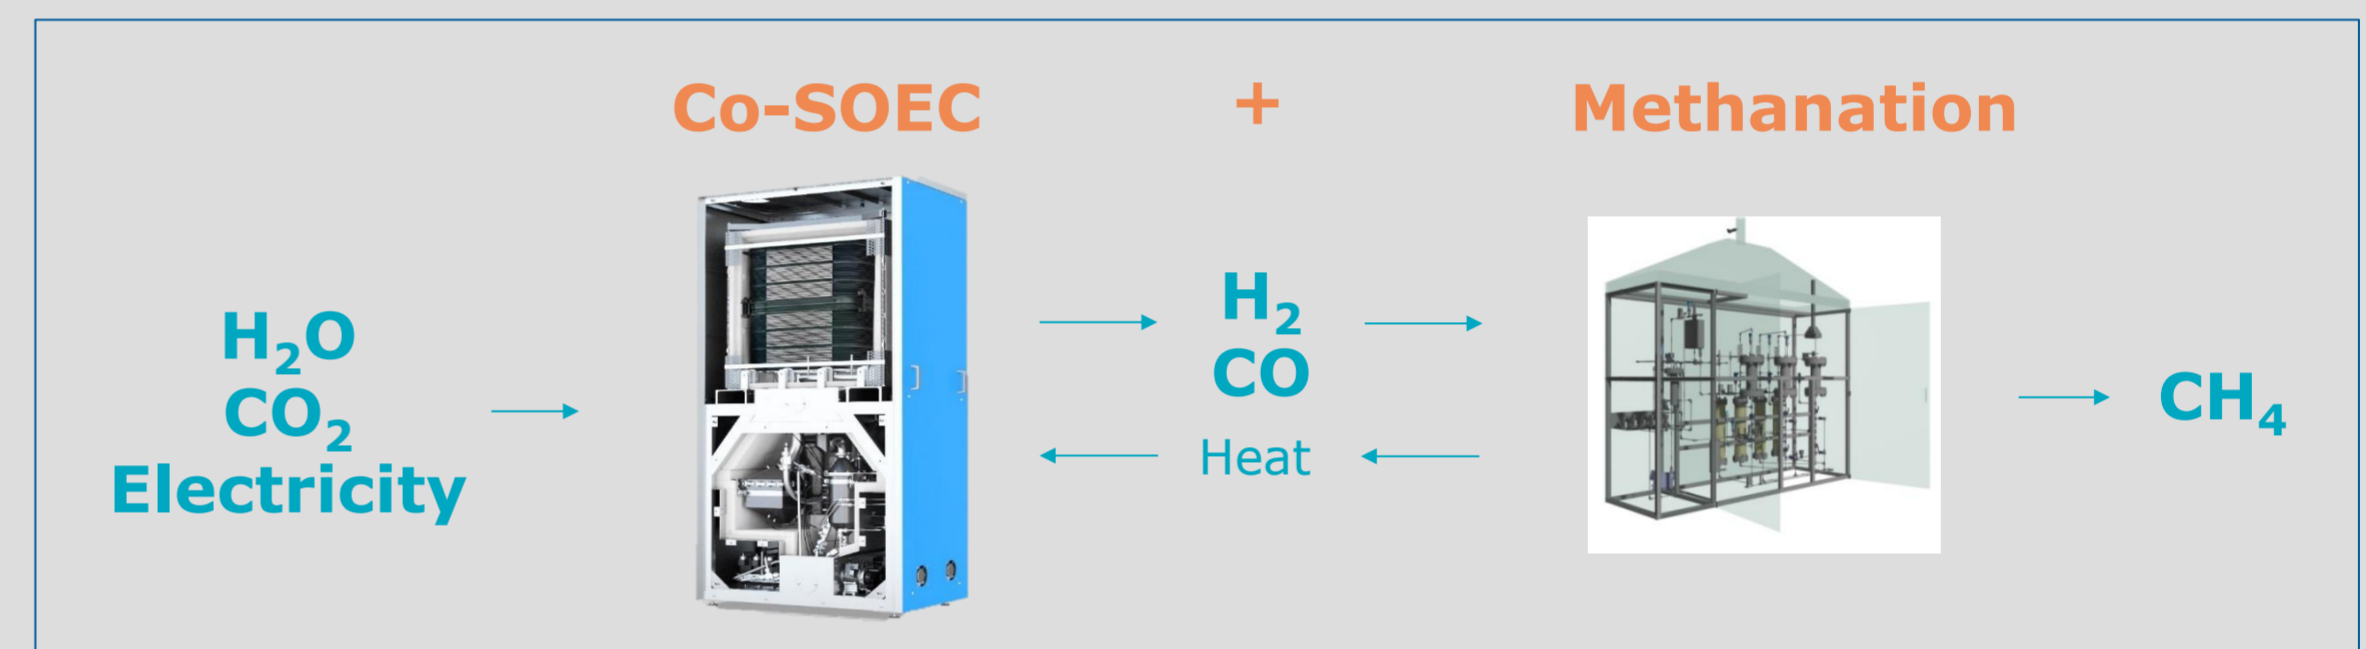 Co-SOEC + Methanation
H₂O
CO₂
Electricity
H₂
CO
Heat
CH₄